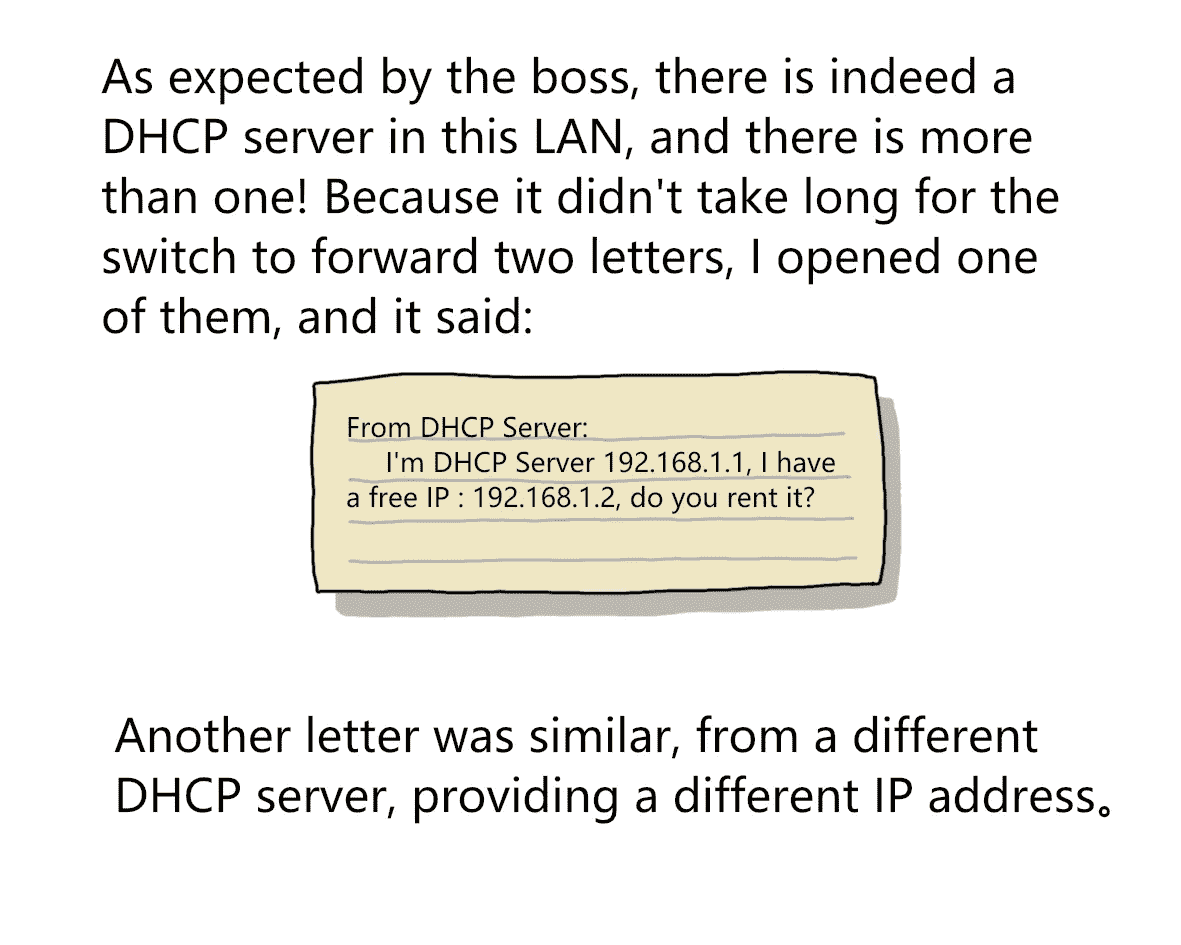 As expected by the boss, there is indeed a
DHCP server in this LAN, and there is more
than one! Because it didn't take long for the
switch to forward two letters, I opened one
of them, and it said:
From DHCP Server:
I'm DHCP Server 192.168.1.1, I have
a free IP : 192.168.1.2, do you rent it?
Another letter was similar, from a different
DHCP server, providing a different IP address。